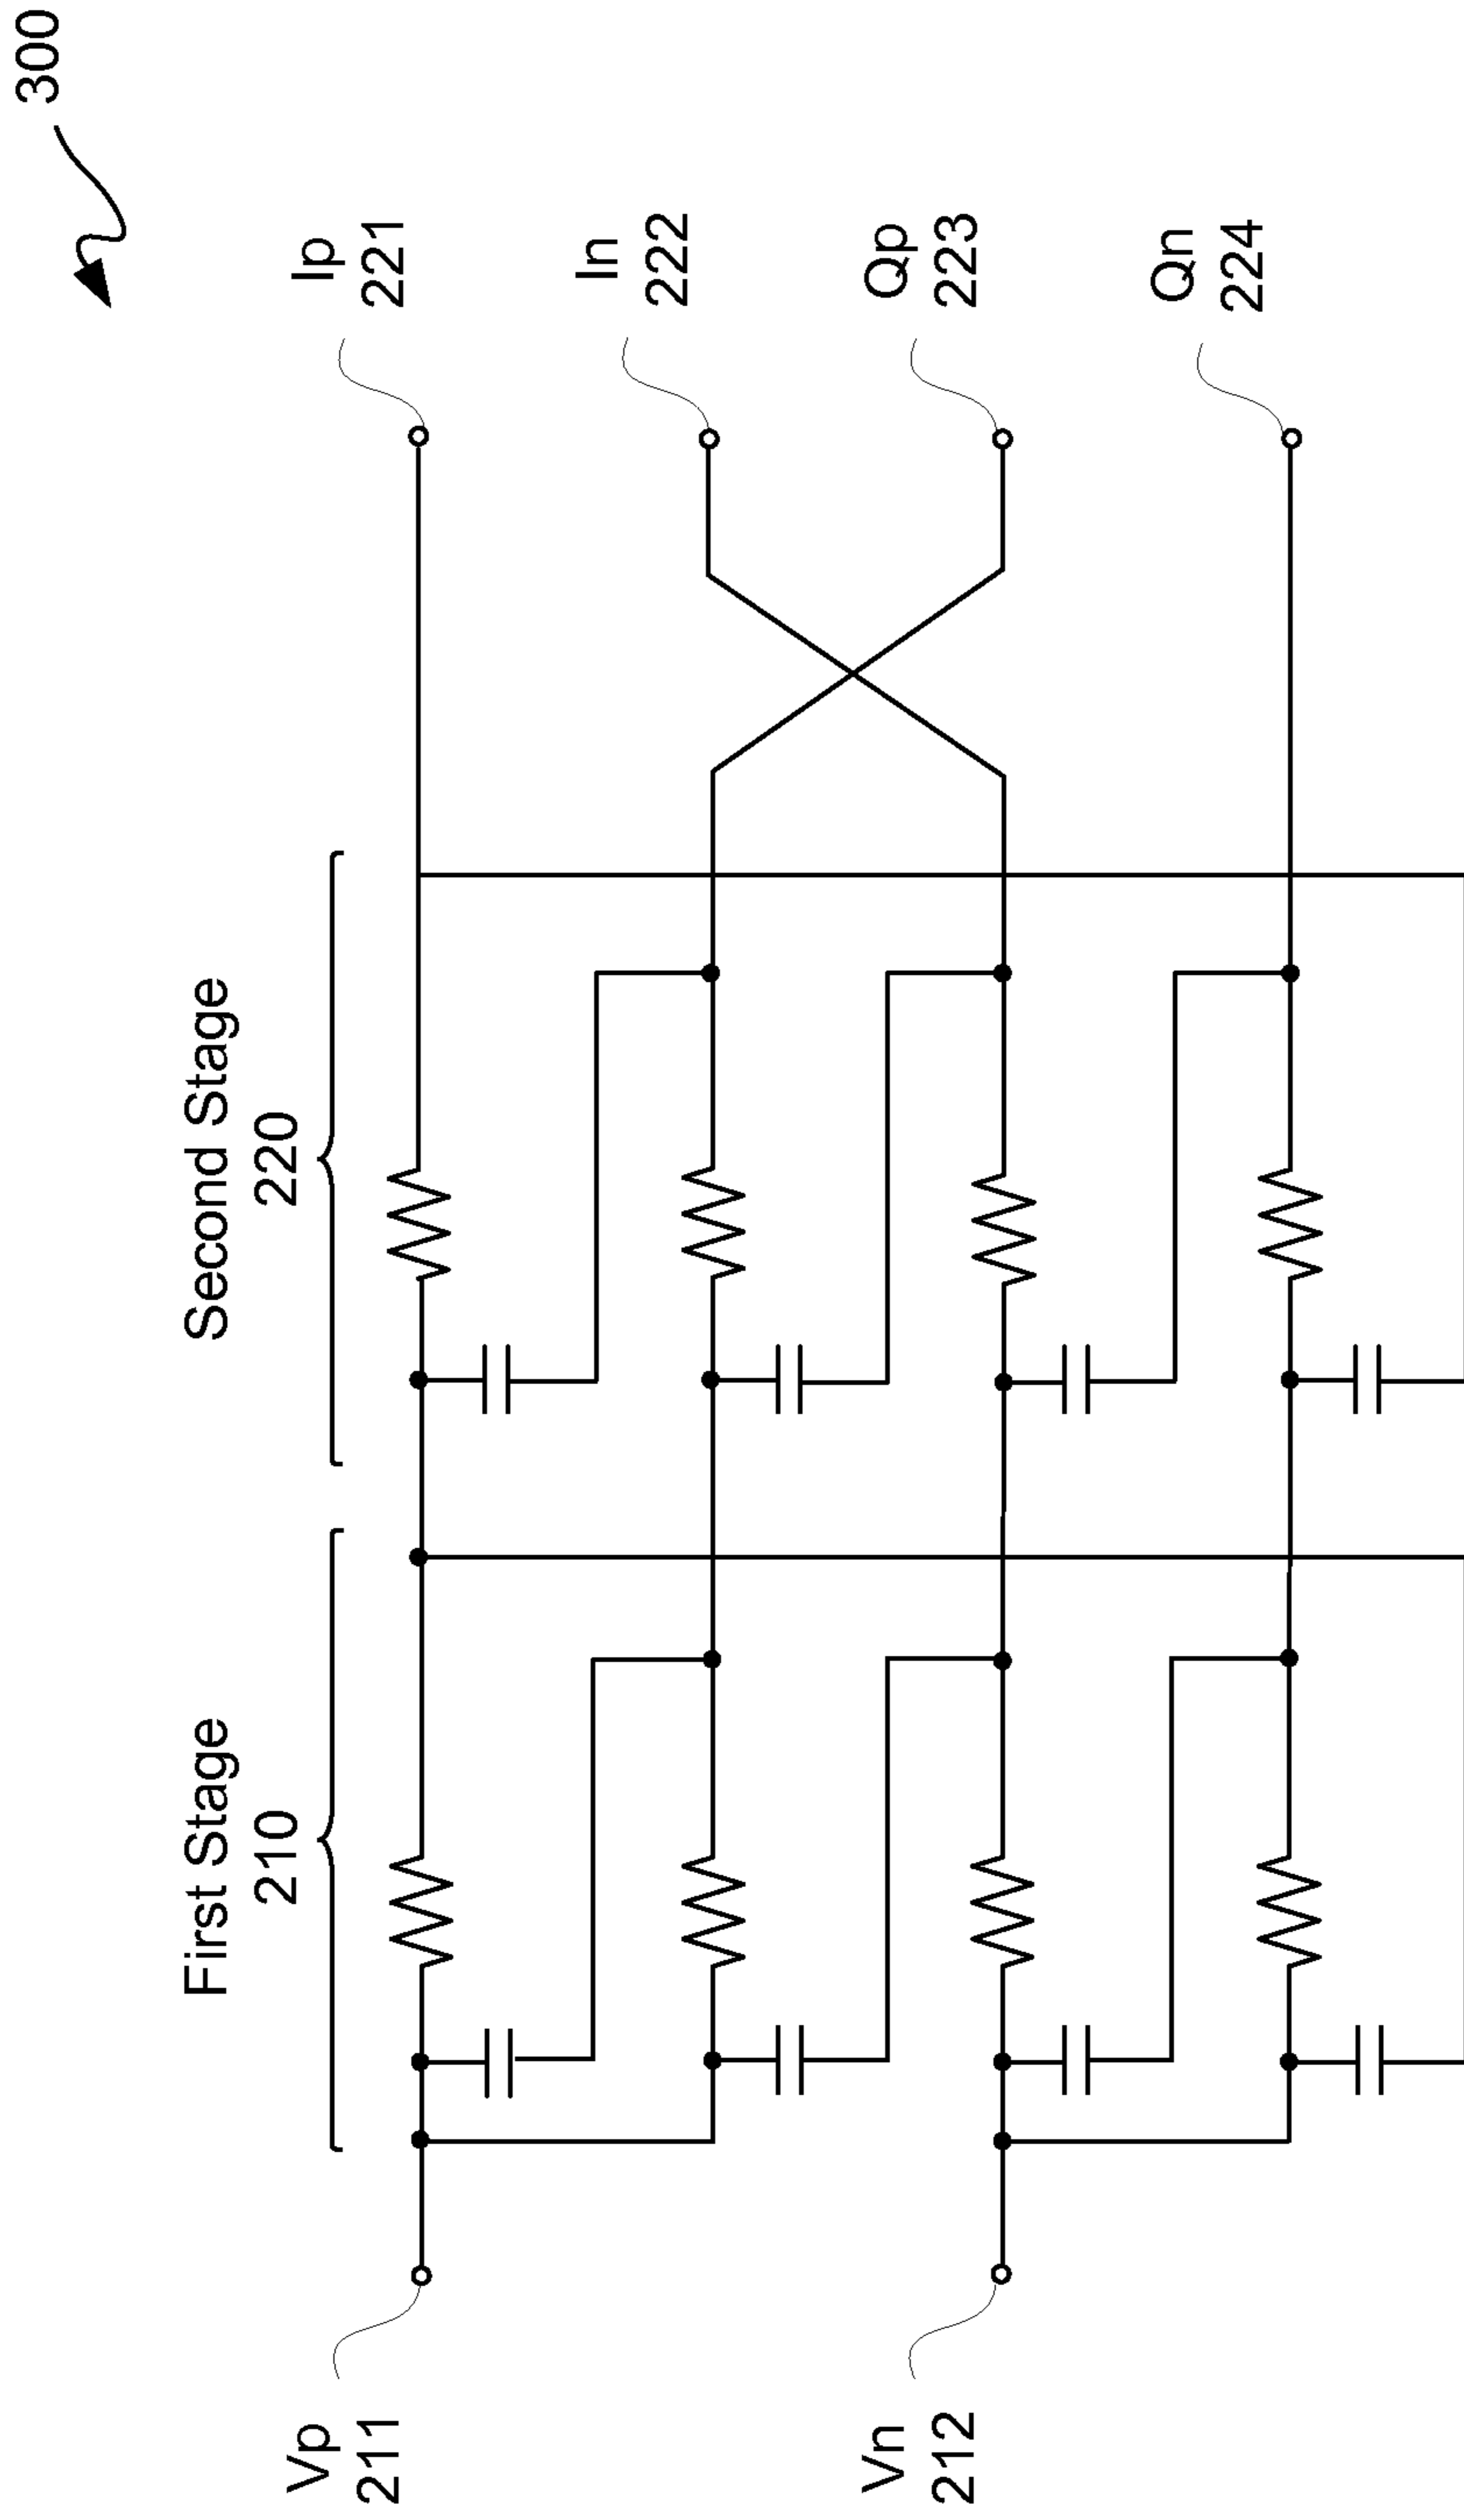 300
First Stage
210
Second Stage
220
Vp
211
Vn
212
Ip
221
In
222
Qp
223
Qn
224